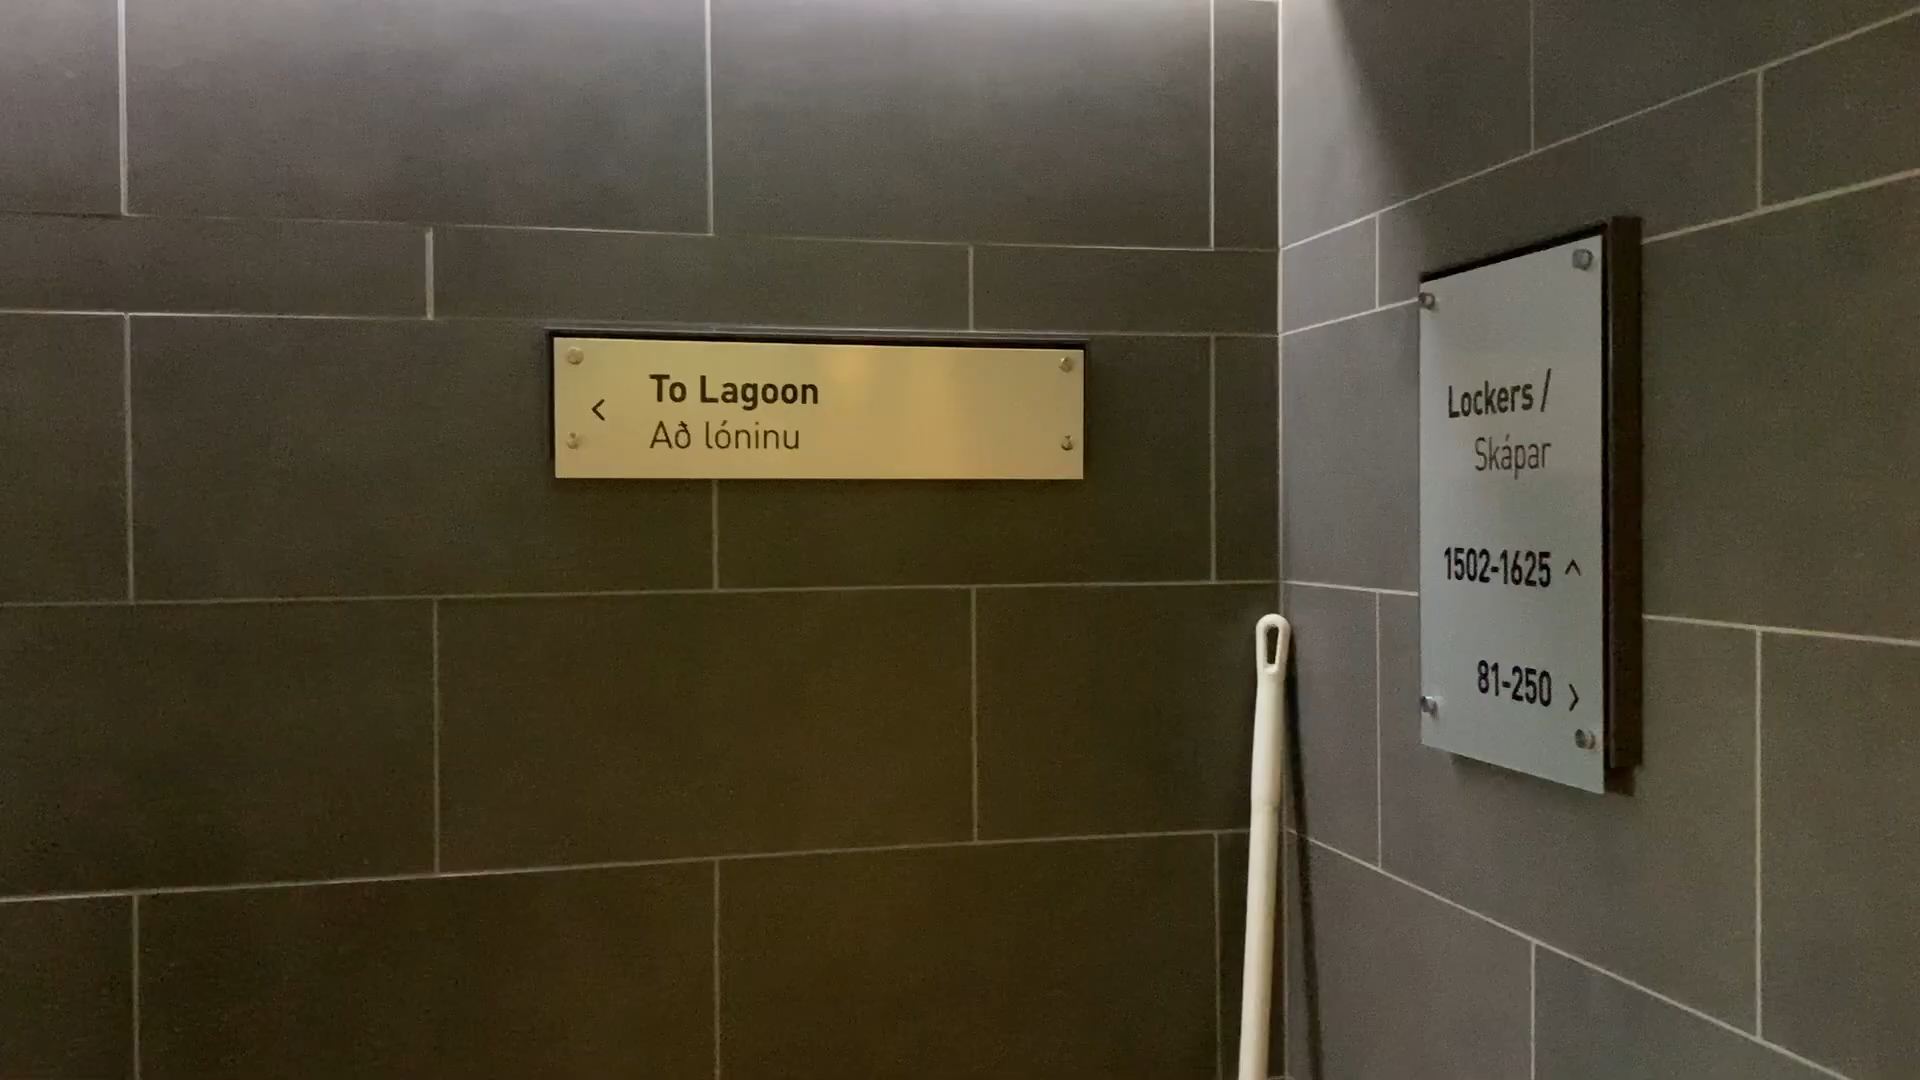 < To Lagoon
Að lóninu
Lockers /
Skápar
1502-1625 ^
81-250 >